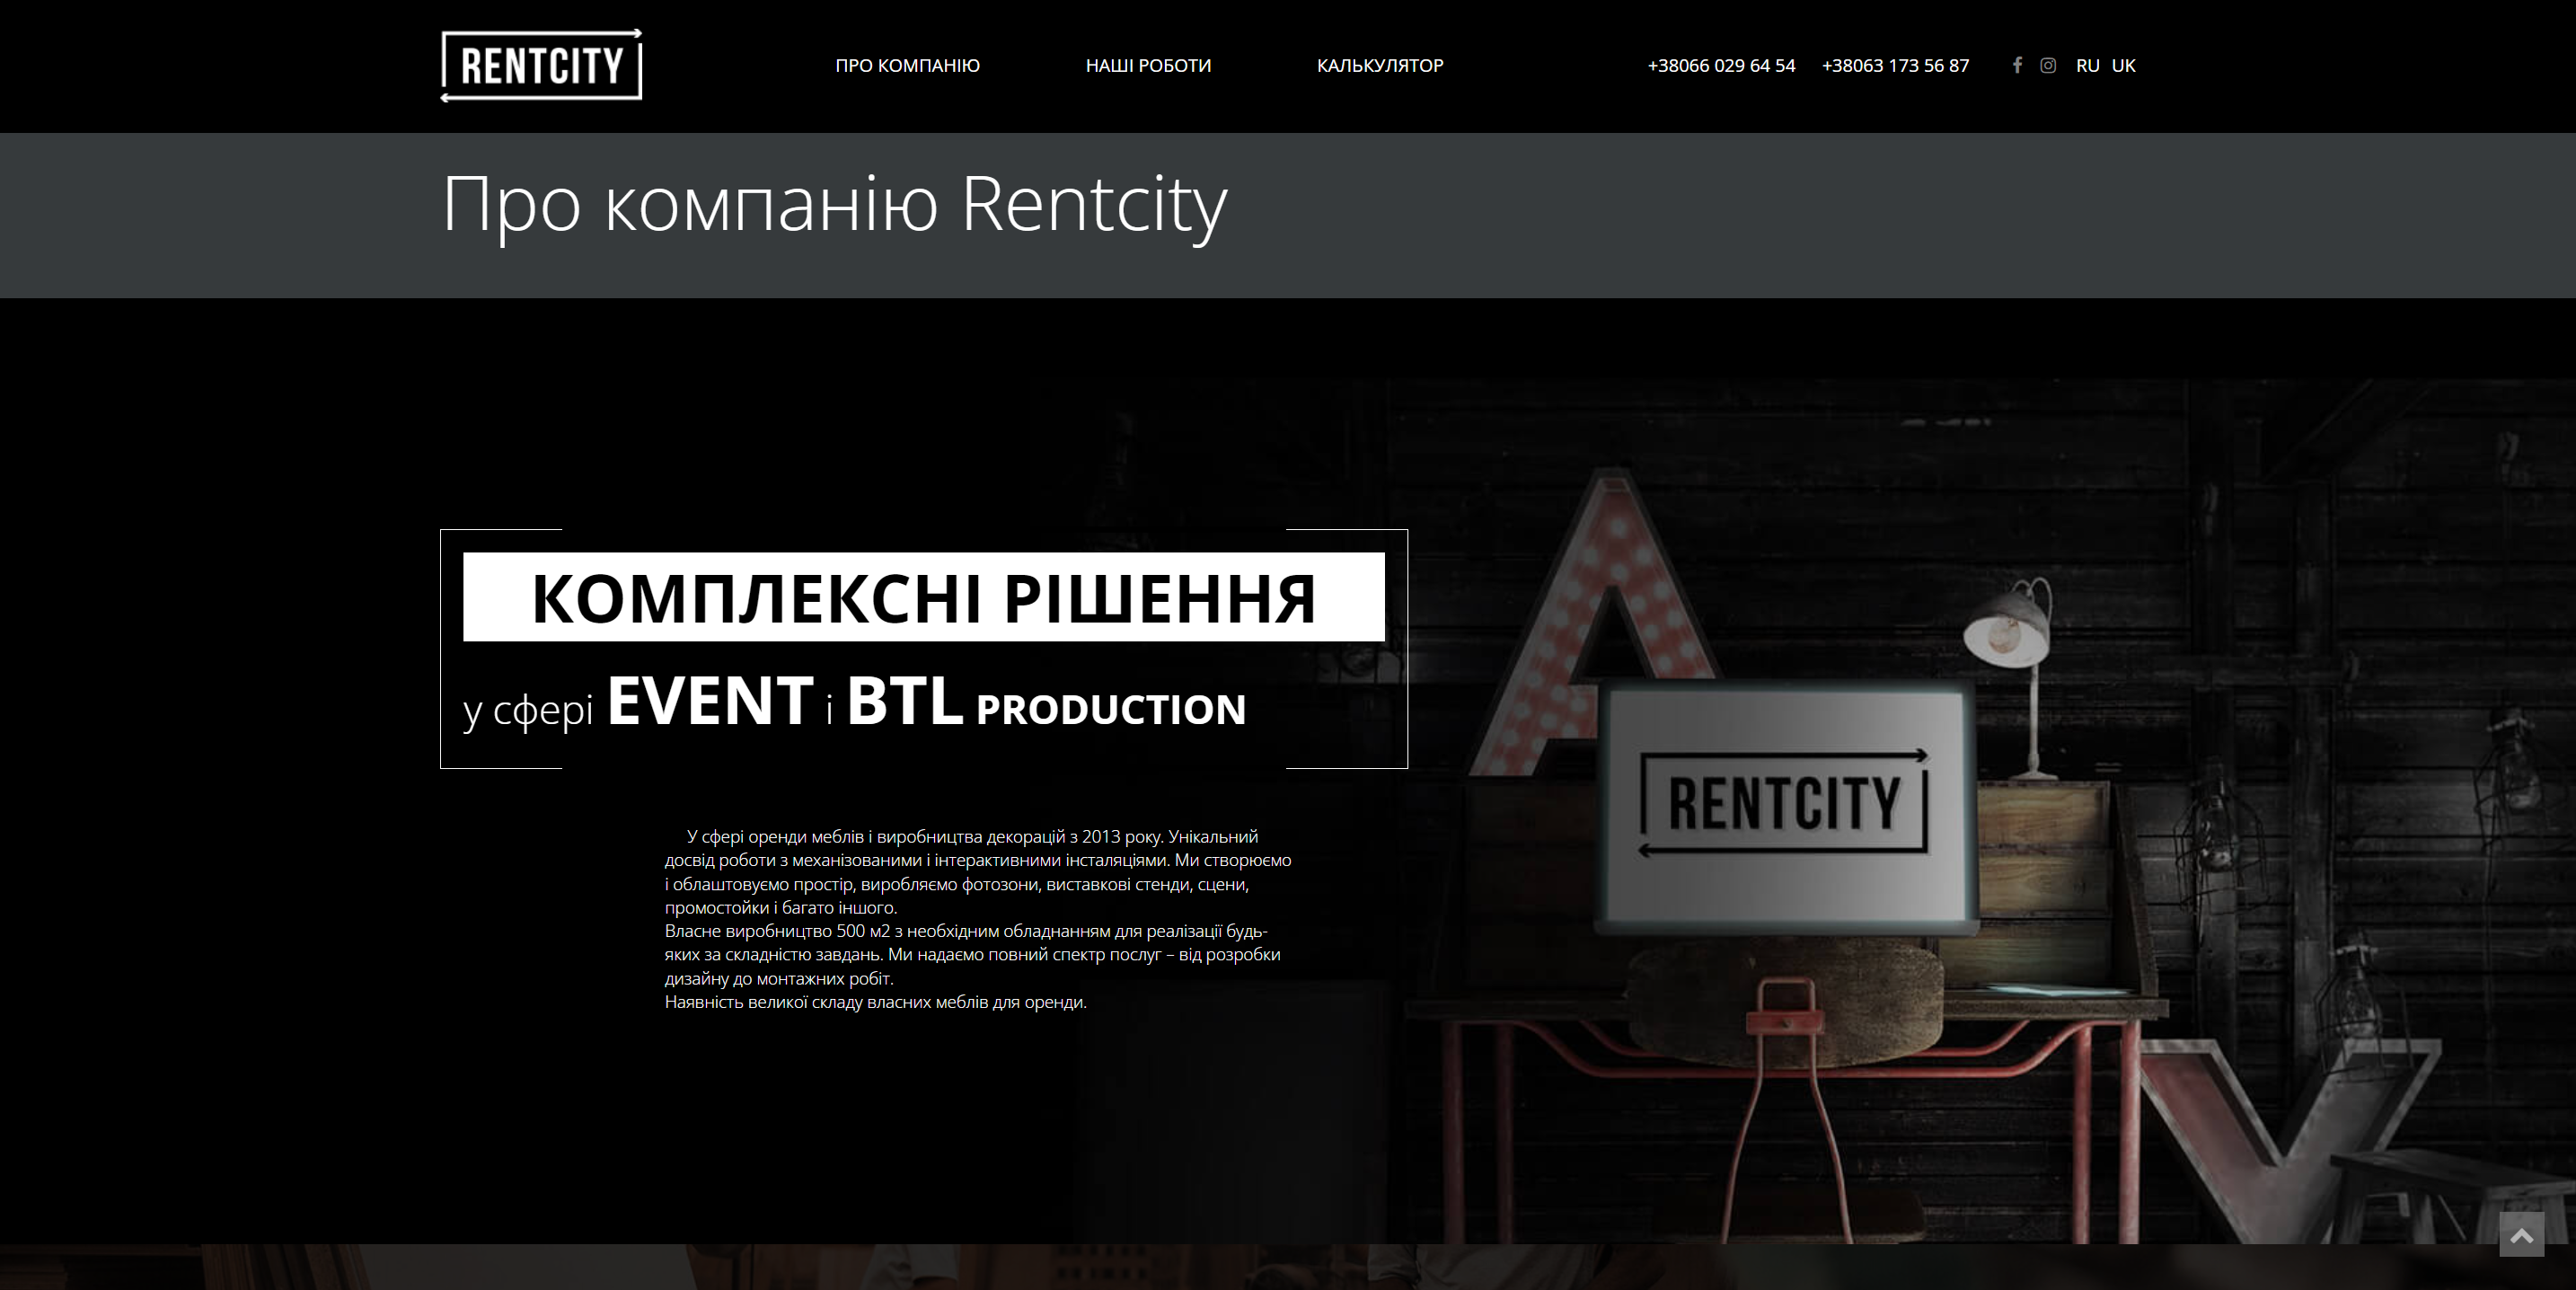 RENTCITY
ПРО КОМПАНІЮ
НАШІ РОБОТИ
КАЛЬКУЛЯТОР
+38066 029 64 54
+38063 173 56 87
RU UK
Про компанію Rentcity
КОМПЛЕКСНІ РІШЕННЯ
у сфері EVENT і BTL PRODUCTION
У сфері оренди меблів і виробництва декорацій з 2013 року. Унікальний
досвід роботи з механізованими і інтерактивними інсталяціями. Ми створюємо
і облаштовуємо простір, виробляємо фотозони, виставкові стенди, сцени,
промостойки і багато іншого.
Власне виробництво 500 м2 з необхідним обладнанням для реалізації будь-
яких за складністю завдань. Ми надаємо повний спектр послуг – від розробки
дизайну до монтажних робіт.
Наявність великої складу власних меблів для оренди.
A
RENTCITY
Y